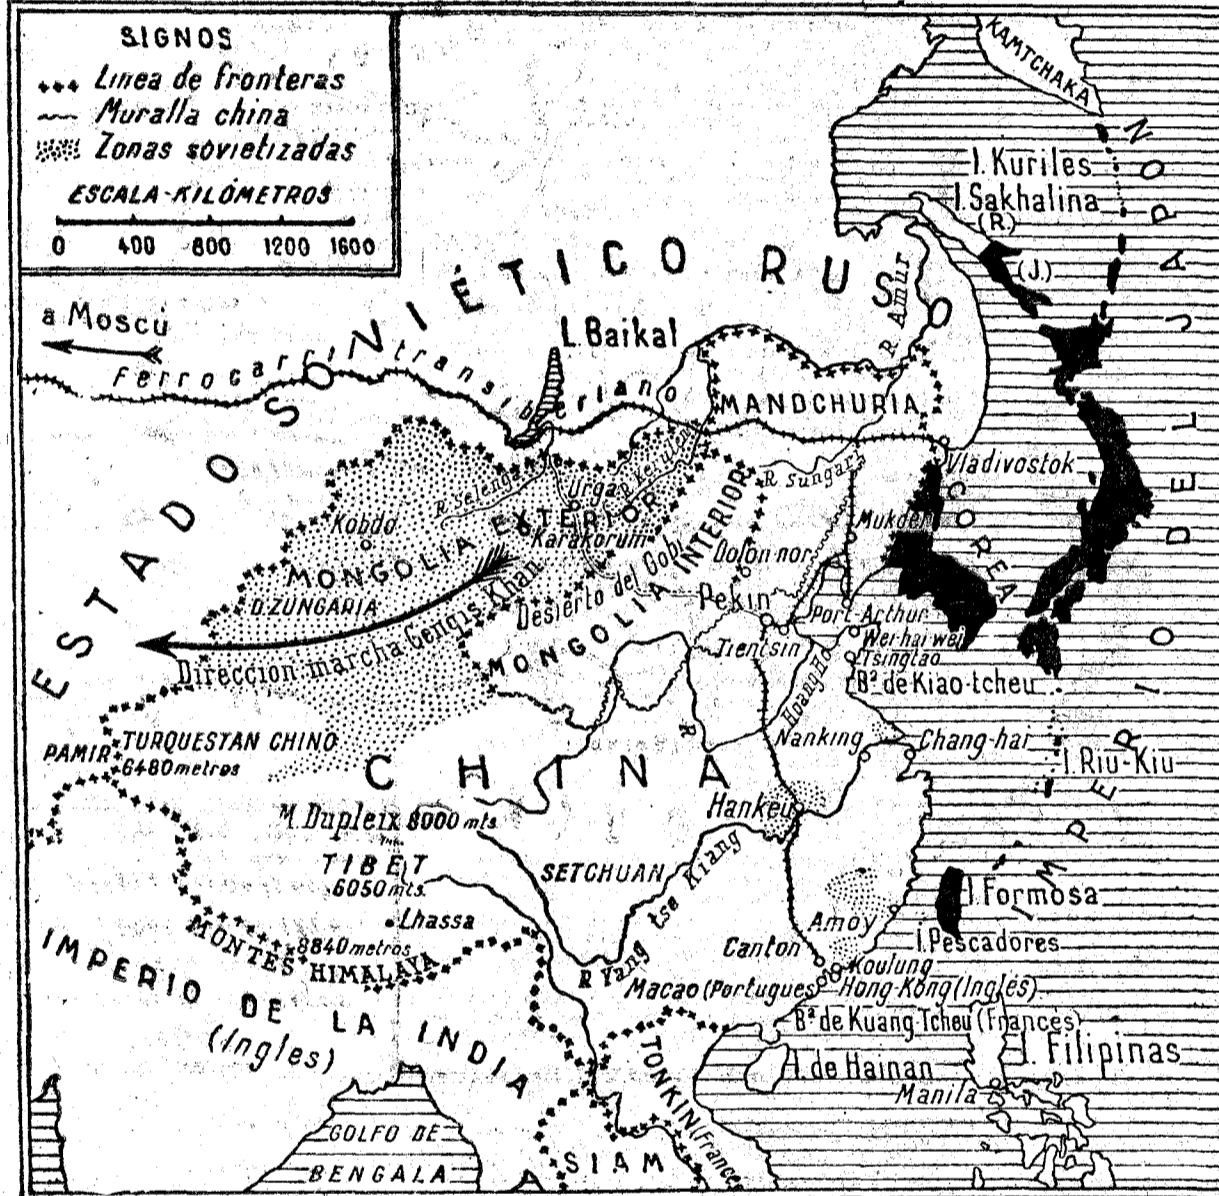 SIGNOS
Linea de fronteras
Muralla china
Zonas sovietizadas
ESCALA-KILÓMETROS
0 400 800 1200 1600
KAMTCHAKA
I. Kuriles
I. Sakhalina
(R.)
(J.)
IMPERIO DEL JAPON
ESTADO SOVIÉTICO RUSO
a Moscú
Ferrocarril transiberiano
L. Baikal
R Amur
MANDCHURIA
Vladivostok
R Selenga
Urga
R Kerulen
R Sungari
COREA
Kobdo
MONGOLIA EXTERIOR
Karakorum
Mukden
Dolon nor
D.ZUNGARIA
Desierto del Gobi
MONGOLIA INTERIOR
Pekin
Port Arthur
Direccion marcha Gengis Khan
Tientsin
Wei-hai wei
Tsingtao
Bª de Kiao-tcheu
Hoang Ho
R
PAMIR
TURQUESTAN CHINO
6480 metros
Nanking
Chang-hai
CHINA
I. Riu-Kiu
M. Dupleix 8000 mts.
Hankeu
TIBET
6050 mts.
SETCHUAN
Lhassa
R Yang tse Kiang
I. Formosa
Amoy
I. Pescadores
MONTES HIMALAYA
8840 metros
Canton
Koulung
Macao (Portugues)
Hong-Kong (Inglés)
IMPERIO DE LA INDIA
(Ingles)
Bª de Kuang-Tcheu (Francés)
I. Filipinas
I. de Hainan
Manila
TONKIN (Frances)
GOLFO DE
BENGALA
SIAM